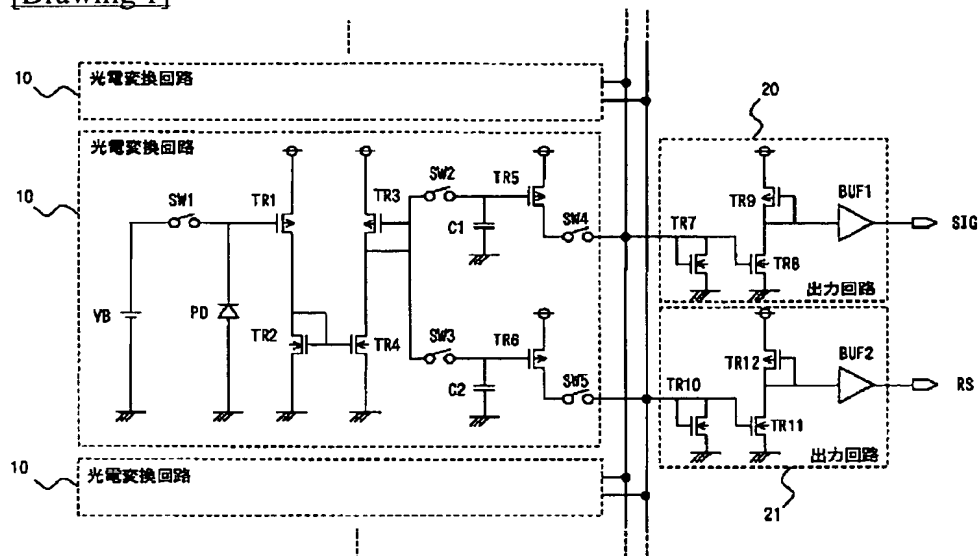 [Drawing 1]
10
光電変換回路
10
光電変換回路
SW1
TR1
TR3
SW2
TR5
C1
SW4
VB
PD
TR2
TR4
SW3
TR6
C2
SW5
20
TR9
BUF1
SIG
TR7
TR8
出力回路
TR12
BUF2
RS
TR10
TR11
出力回路
21
10
光電変換回路